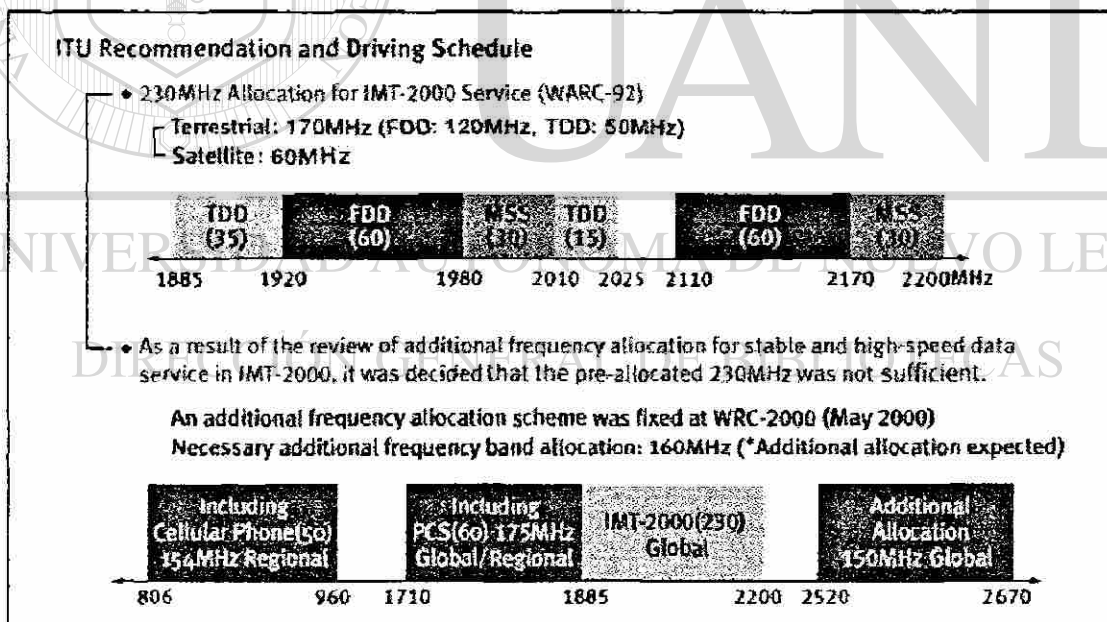 UANL
ITU Recommendation and Driving Schedule
• 230MHz Allocation for IMT-2000 Service (WARC-92)
Terrestrial: 170MHz (FDD: 120MHz, TDD: 50MHz)
Satellite: 60MHz
TDD FDD MSS TDD FDD MSS
(35) (60) (30) (15) (60) (30)
1885 1920 1980 2010 2025 2110 2170 2200MHz
• As a result of the review of additional frequency allocation for stable and high-speed data
service in IMT-2000, it was decided that the pre-allocated 230MHz was not sufficient.
DIRECCIÓN GENERAL DE BIBLIOTECAS
An additional frequency allocation scheme was fixed at WRC-2000 (May 2000)
Necessary additional frequency band allocation: 160MHz (*Additional allocation expected)
Including Including IMT-2000(230) Additional
Cellular Phone(50) PCS(60) 175MHz Global Allocation
154MHz Regional Global/Regional 150MHz Global
806 960 1710 1885 2200 2520 2670